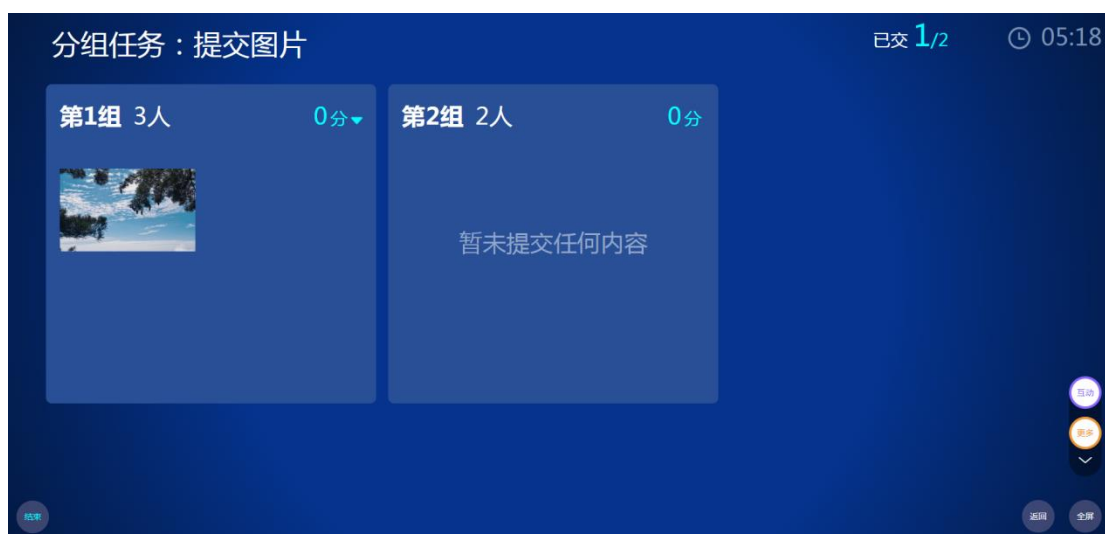 分组任务：提交图片
已交 1/2
05:18
第1组 3人
0分
第2组 2人
0分
暂未提交任何内容
互动
更多
结束
返回
全屏